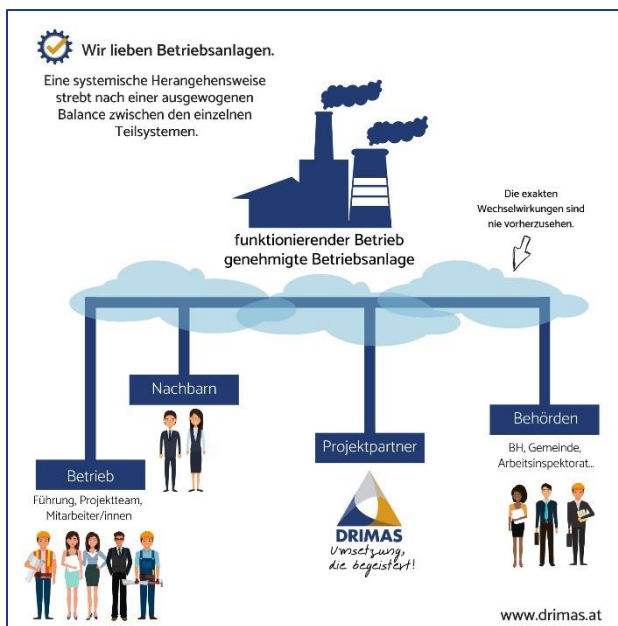 Wir lieben Betriebsanlagen.
Eine systemische Herangehensweise
strebt nach einer ausgewogenen
Balance zwischen den einzelnen
Teilsystemen.
Die exakten
Wechselwirkungen sind
nie vorherzusehen.
funktionierender Betrieb
genehmigte Betriebsanlage
Nachbarn
Betrieb
Führung, Projektteam,
Mitarbeiter/innen
Projektpartner
DRIMAS
Umsetzung,
die begeistert!
Behörden
BH, Gemeinde,
Arbeitsinspektorat...
www.drimas.at